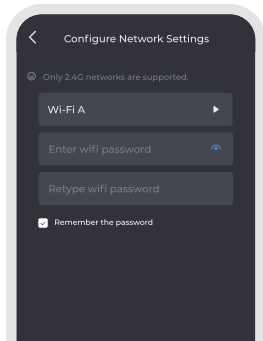 Configure Network Settings
Only 2.4G networks are supported.
Wi-Fi A
Enter wifi password
Retype wifi password
Remember the password